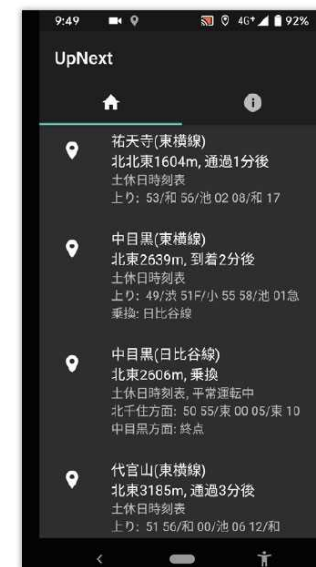 9:49
4G+ 92%
UpNext
祐天寺(東横線)
北北東1604m, 通過1分後
土休日時刻表
上り: 53/和 56/池 02 08/和 17
中目黒(東横線)
北東2639m, 到着2分後
土休日時刻表
上り: 49/渋 51F/小 55 58/池 01急
乗換: 日比谷線
中目黒(日比谷線)
北東2606m, 乗換
土休日時刻表, 平常運転中
北千住方面: 50 55/東 00 05/東 10
中目黒方面: 終点
代官山(東横線)
北東3185m, 通過3分後
土休日時刻表
上り: 51 56/和 00/池 06 12/和